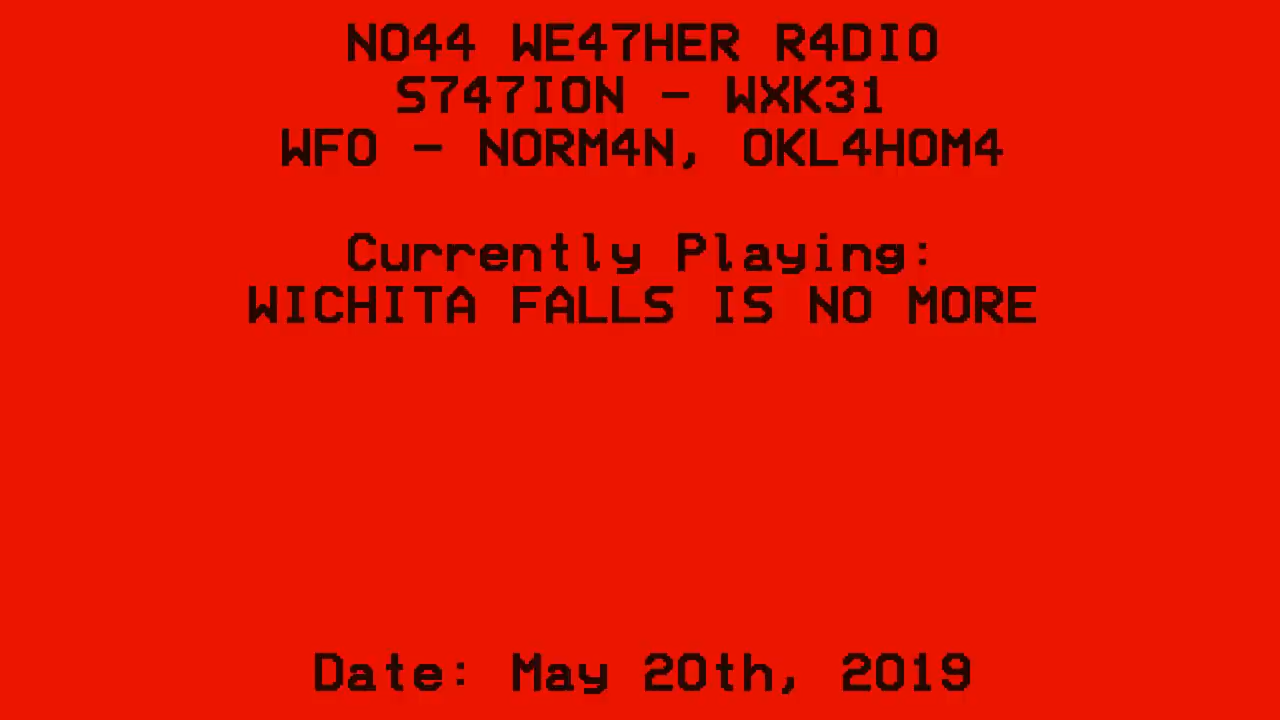 NO44 WE47HER R4DIO
S747ION - WXK31
WFO - NORM4N, OKL4HOM4
Currently Playing:
WICHITA FALLS IS NO MORE
Date: May 20th, 2019